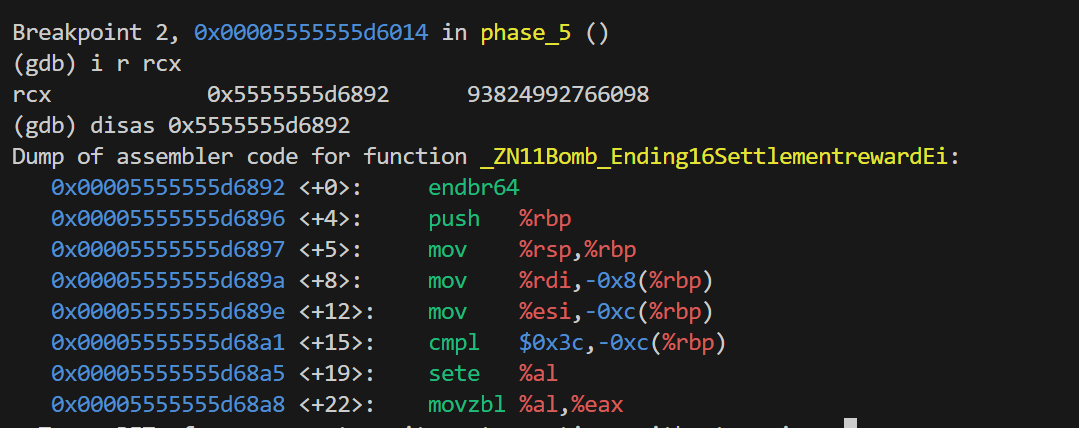 Breakpoint 2, 0x00005555555d6014 in phase_5 ()
(gdb) i r rcx
rcx            0x5555555d6892      93824992766098
(gdb) disas 0x5555555d6892
Dump of assembler code for function _ZN11Bomb_Ending16SettlementrewardEi:
   0x00005555555d6892 <+0>:     endbr64
   0x00005555555d6896 <+4>:     push   %rbp
   0x00005555555d6897 <+5>:     mov    %rsp,%rbp
   0x00005555555d689a <+8>:     mov    %rdi,-0x8(%rbp)
   0x00005555555d689e <+12>:    mov    %esi,-0xc(%rbp)
   0x00005555555d68a1 <+15>:    cmpl   $0x3c,-0xc(%rbp)
   0x00005555555d68a5 <+19>:    sete   %al
   0x00005555555d68a8 <+22>:    movzbl %al,%eax